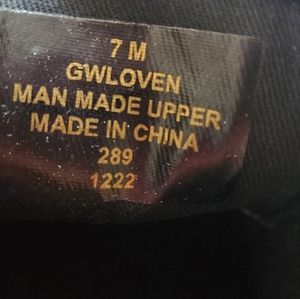 7 M
GWLOVEN
MAN MADE UPPER
MADE IN CHINA
289
1222